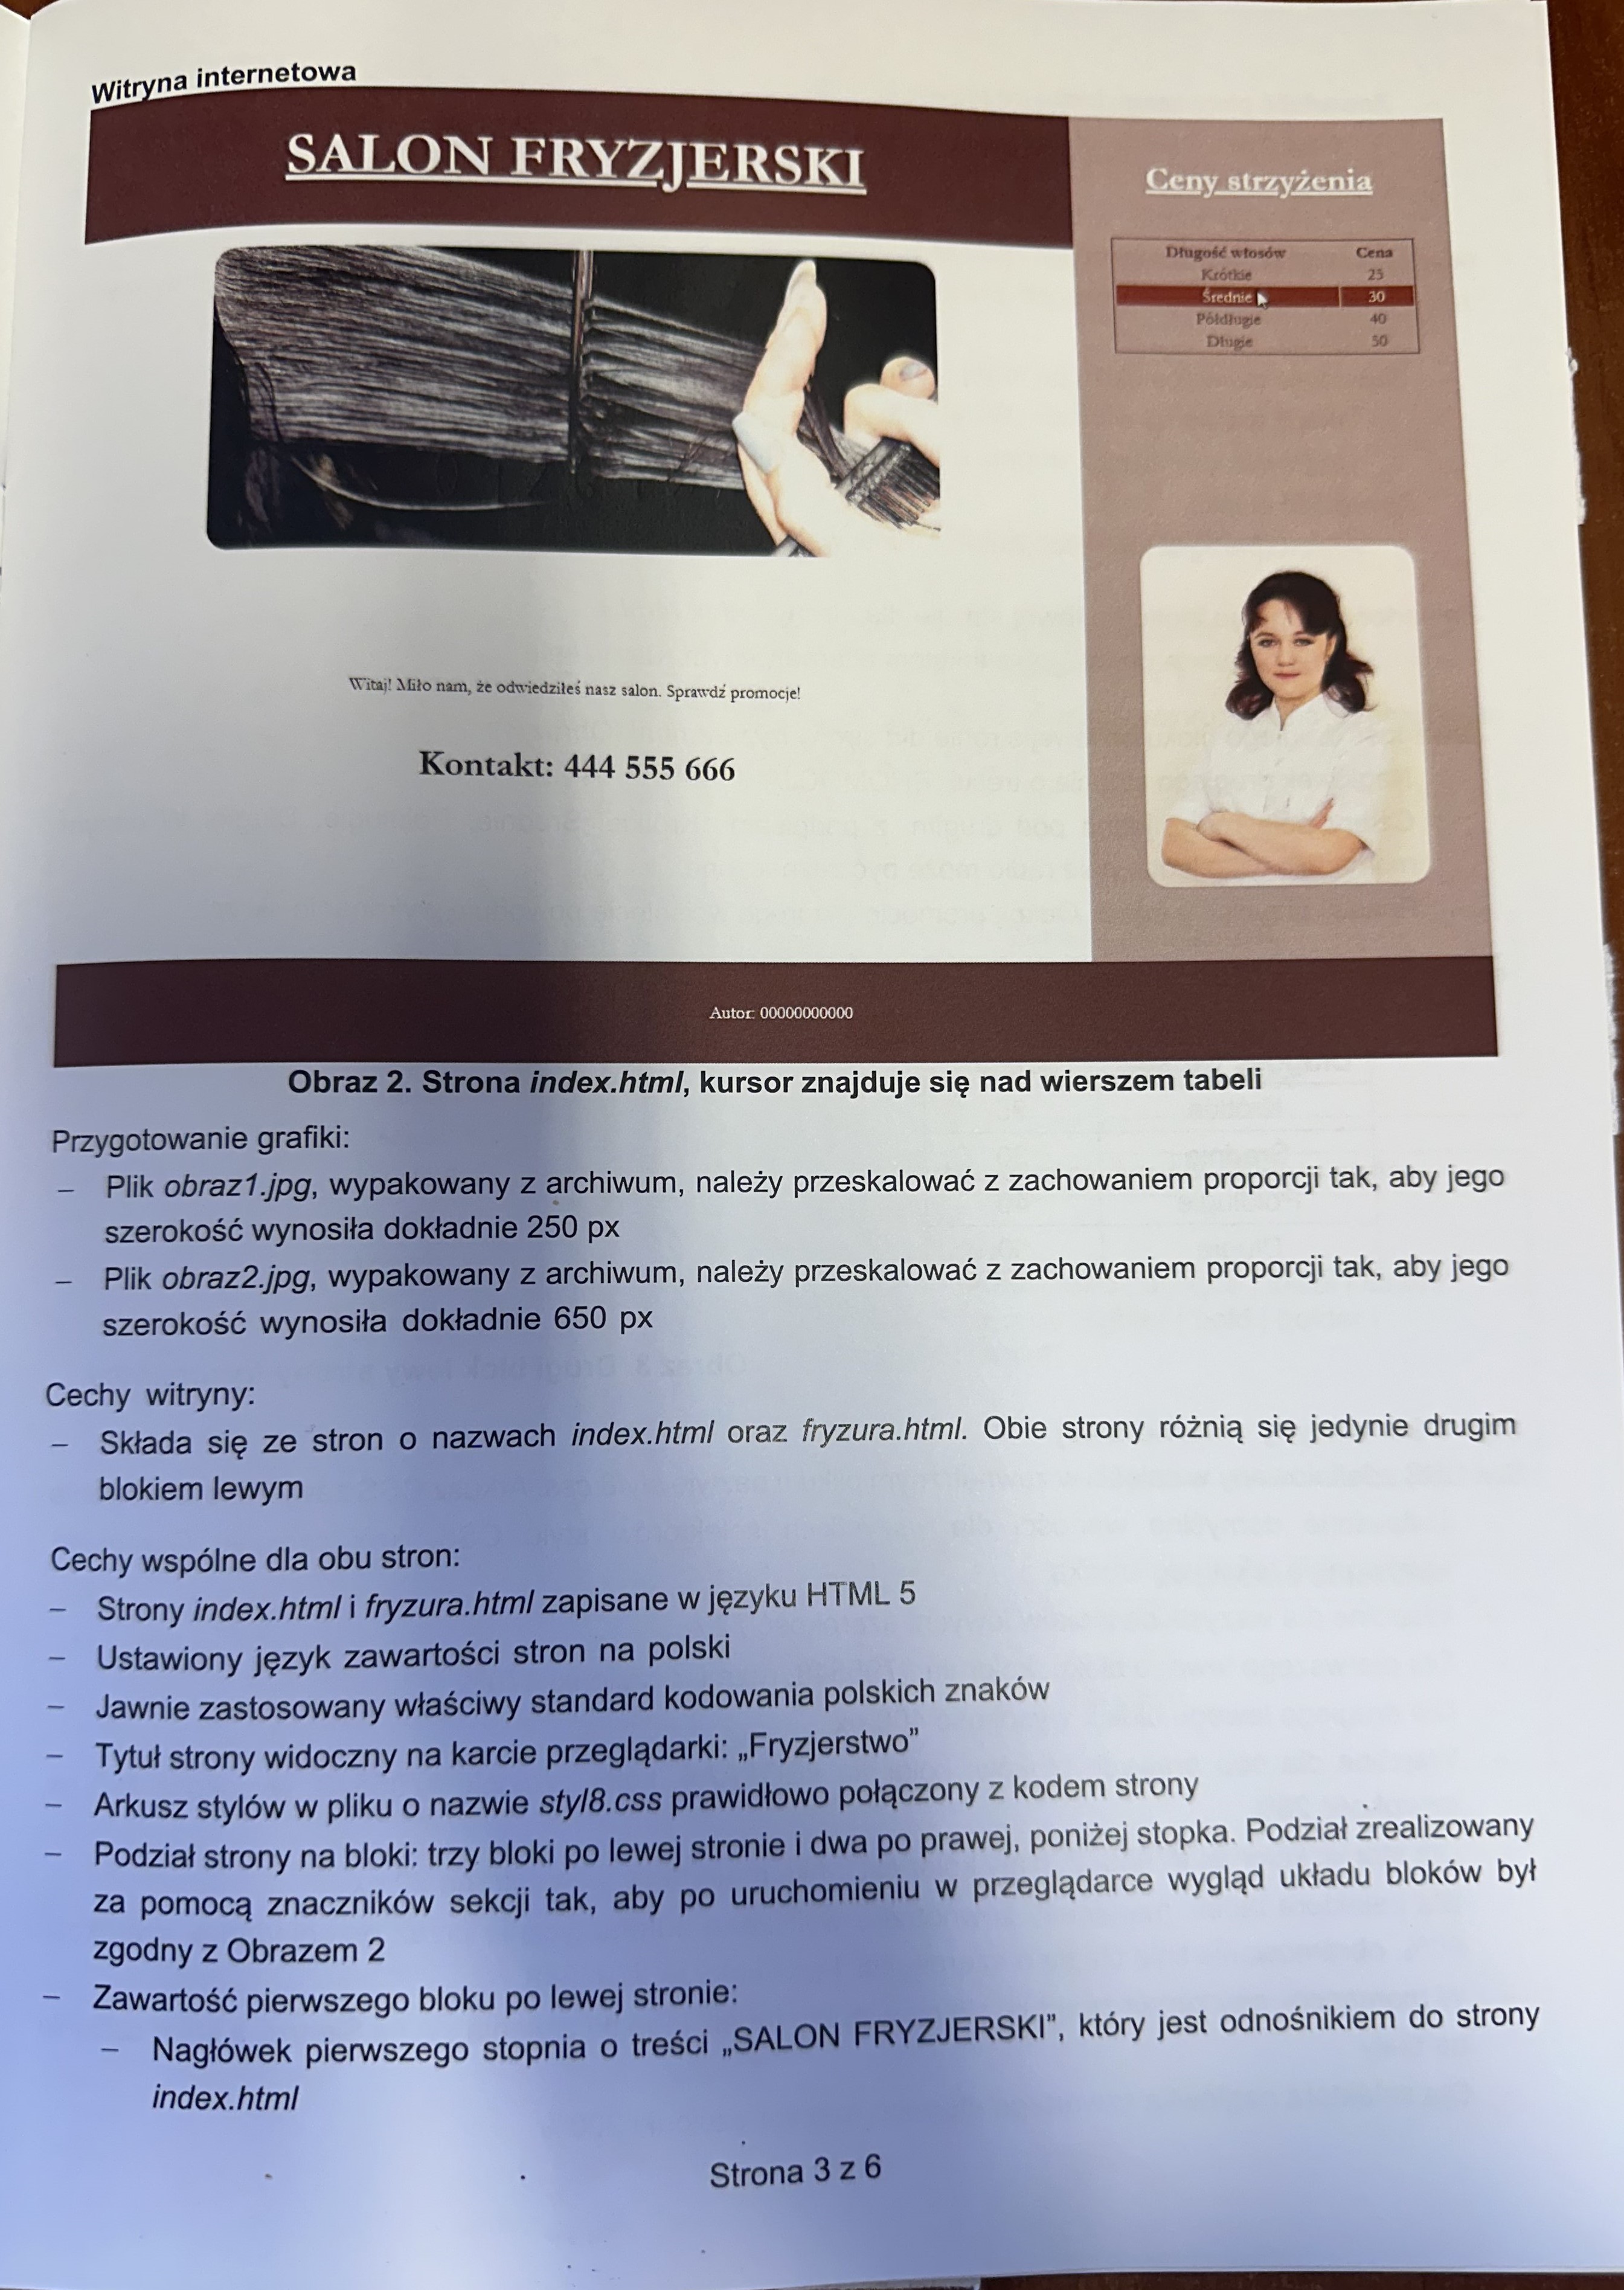 Witryna internetowa
SALON FRYZJERSKI
Ceny strzyżenia
Długość włosów Cena
Krótkie 25
Średnie 30
Półdługie 40
Długie 50
Witaj! Miło nam, że odwiedziłeś nasz salon. Sprawdź promocje!
Kontakt: 444 555 666
Autor: 00000000000
Obraz 2. Strona index.html, kursor znajduje się nad wierszem tabeli
Przygotowanie grafiki:
– Plik obraz1.jpg, wypakowany z archiwum, należy przeskalować z zachowaniem proporcji tak, aby jego
szerokość wynosiła dokładnie 250 px
– Plik obraz2.jpg, wypakowany z archiwum, należy przeskalować z zachowaniem proporcji tak, aby jego
szerokość wynosiła dokładnie 650 px
Cechy witryny:
– Składa się ze stron o nazwach index.html oraz fryzura.html. Obie strony różnią się jedynie drugim
blokiem lewym
Cechy wspólne dla obu stron:
– Strony index.html i fryzura.html zapisane w języku HTML 5
– Ustawiony język zawartości stron na polski
– Jawnie zastosowany właściwy standard kodowania polskich znaków
– Tytuł strony widoczny na karcie przeglądarki: „Fryzjerstwo”
– Arkusz stylów w pliku o nazwie styl8.css prawidłowo połączony z kodem strony
– Podział strony na bloki: trzy bloki po lewej stronie i dwa po prawej, poniżej stopka. Podział zrealizowany
za pomocą znaczników sekcji tak, aby po uruchomieniu w przeglądarce wygląd układu bloków był
zgodny z Obrazem 2
– Zawartość pierwszego bloku po lewej stronie:
– Nagłówek pierwszego stopnia o treści „SALON FRYZJERSKI”, który jest odnośnikiem do strony
index.html
Strona 3 z 6